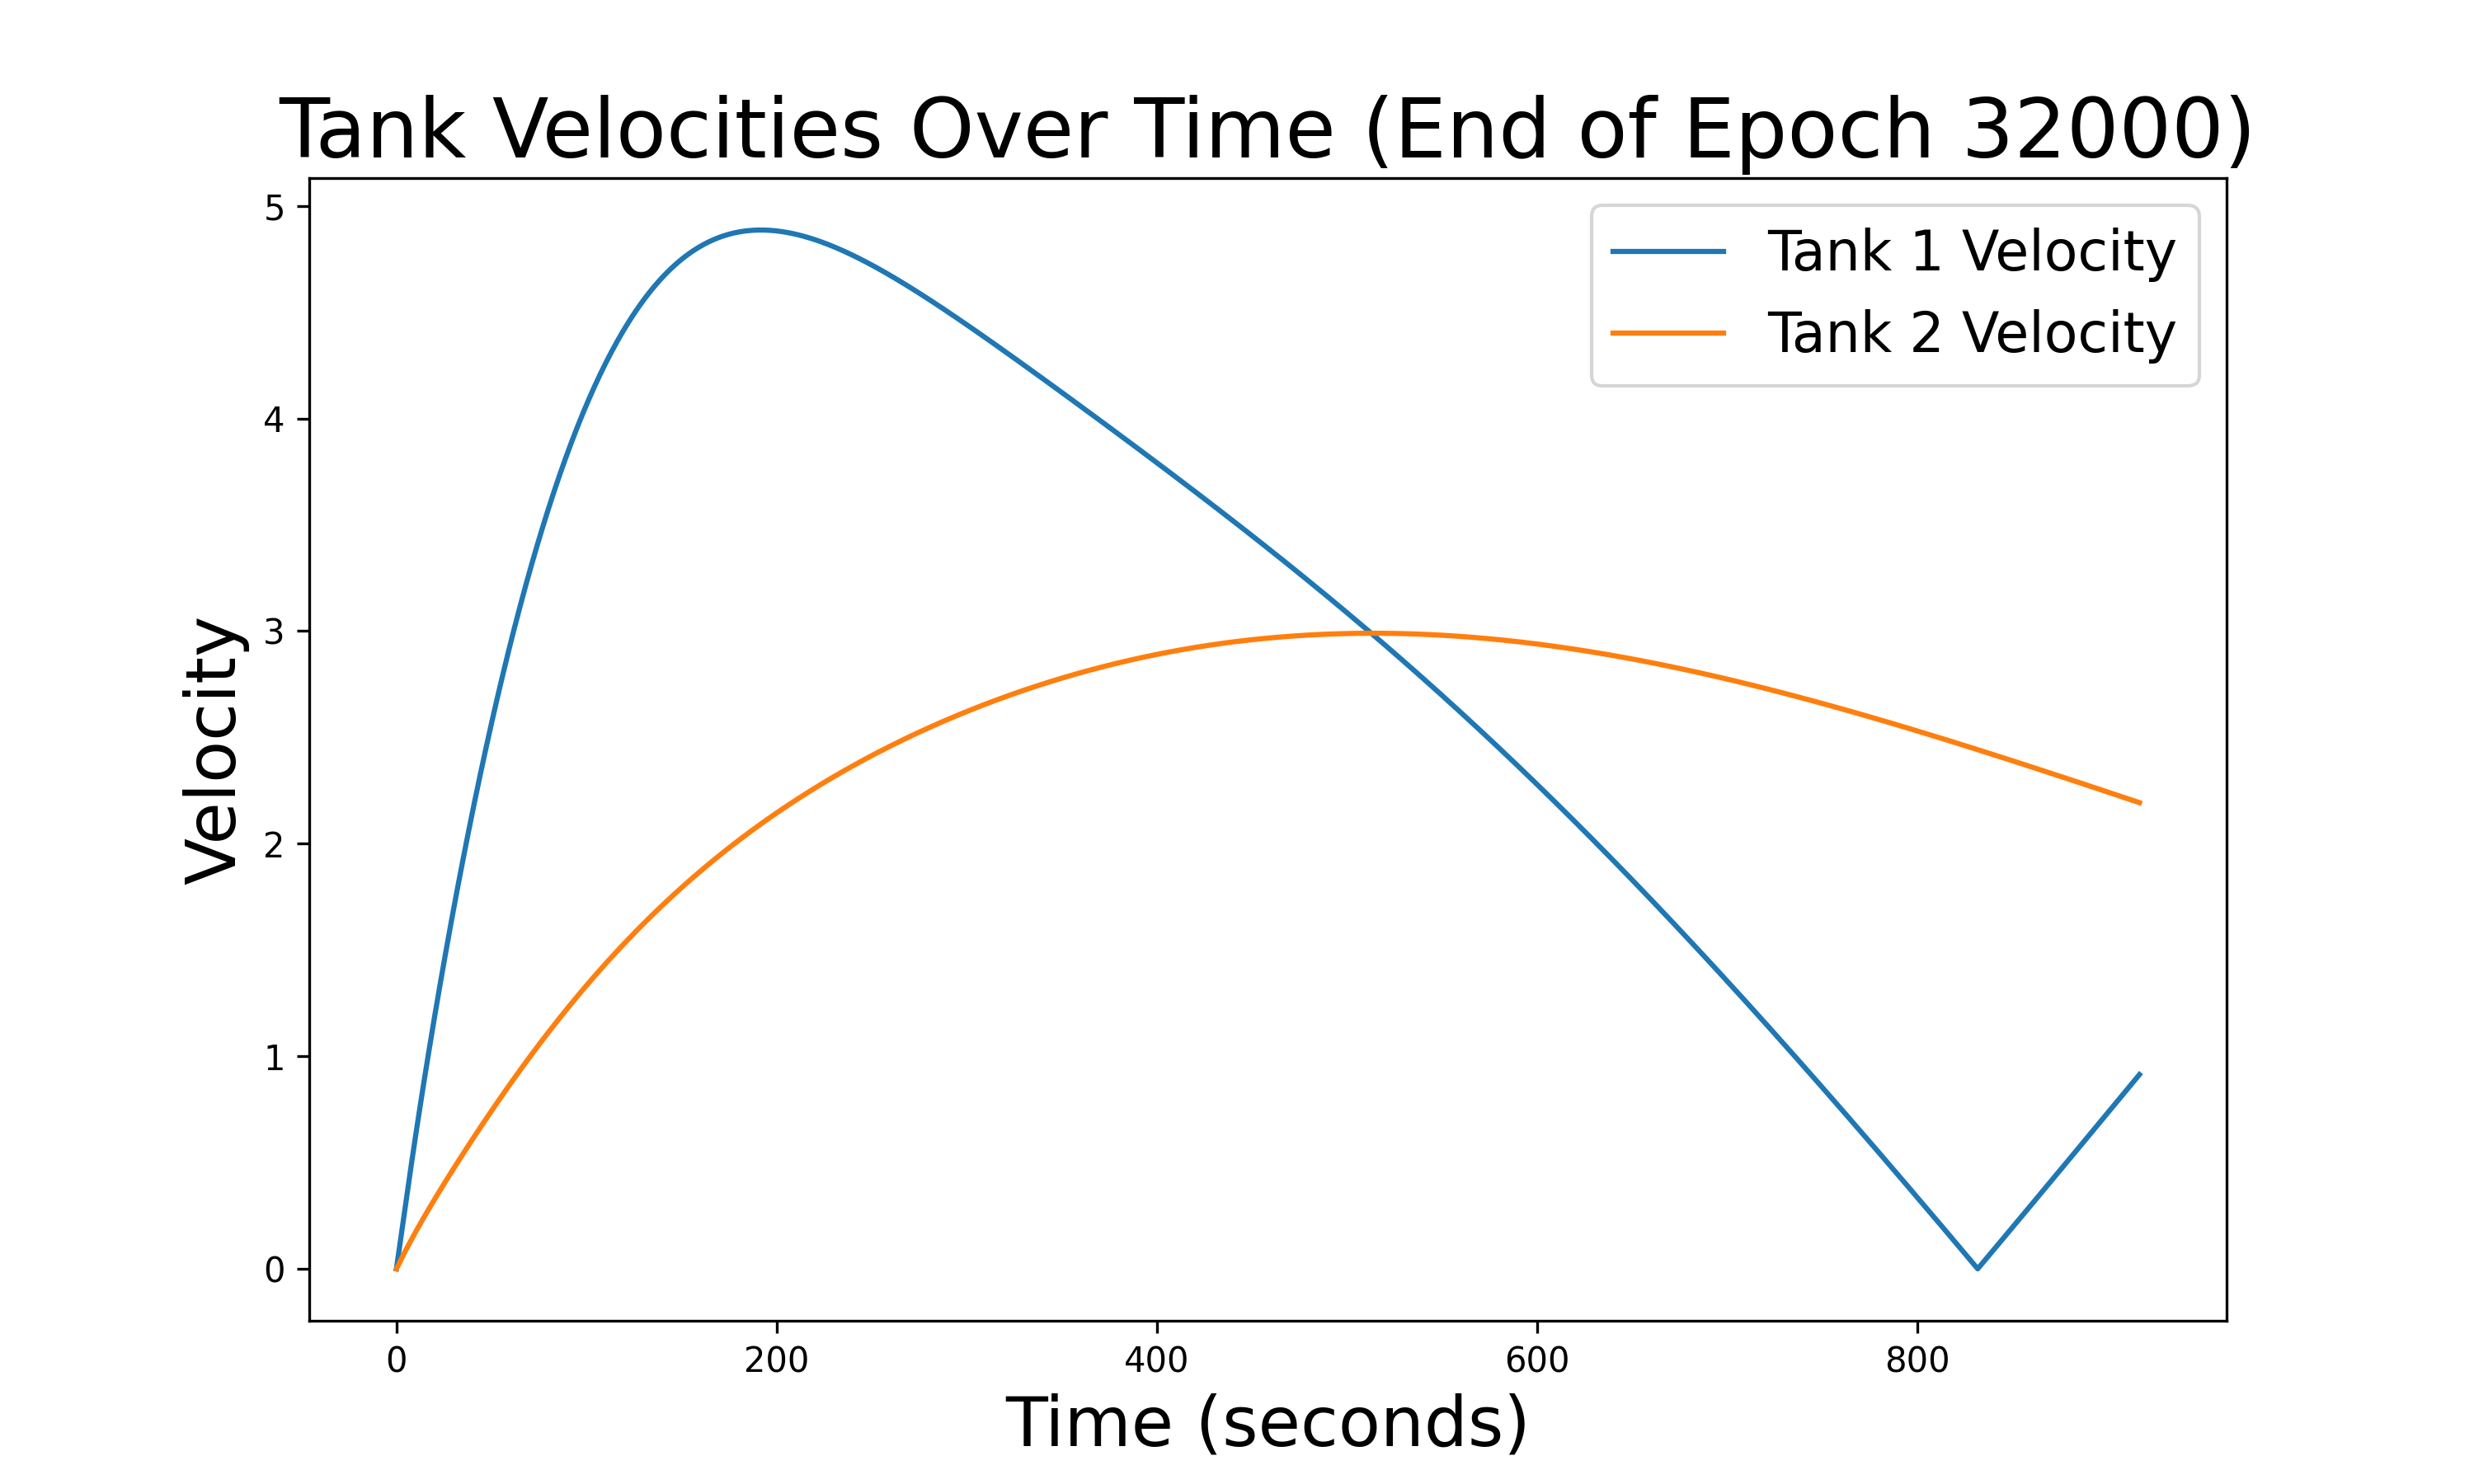 Tank Velocities Over Time (End of Epoch 32000)
Tank 1 Velocity
Tank 2 Velocity
Velocity
5
4
3
2
1
0
0 200 400 600 800
Time (seconds)